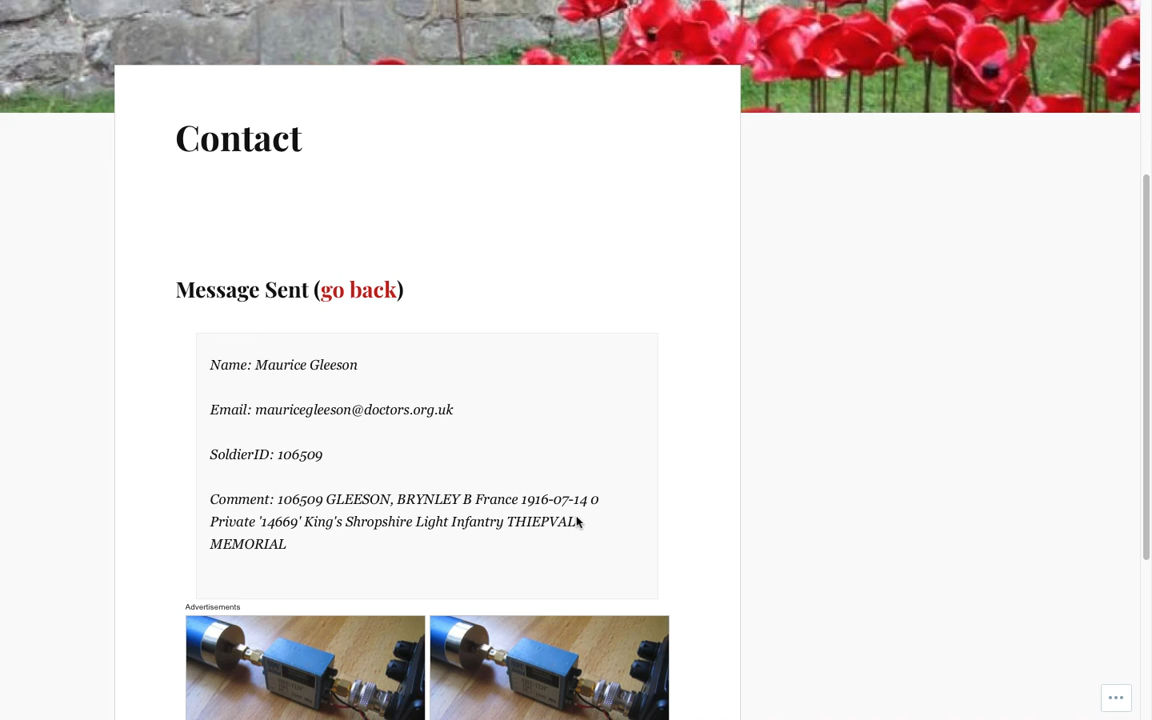 Contact
Message Sent (go back)
Name: Maurice Gleeson
Email: mauricegleeson@doctors.org.uk
SoldierID: 106509
Comment: 106509 GLEESON, BRYNLEY B France 1916-07-14 0
Private '14669' King's Shropshire Light Infantry THIEPVAL
MEMORIAL
Advertisements